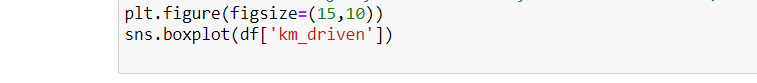 plt.figure(figsize=(15,10))
sns.boxplot(df['km_driven'])